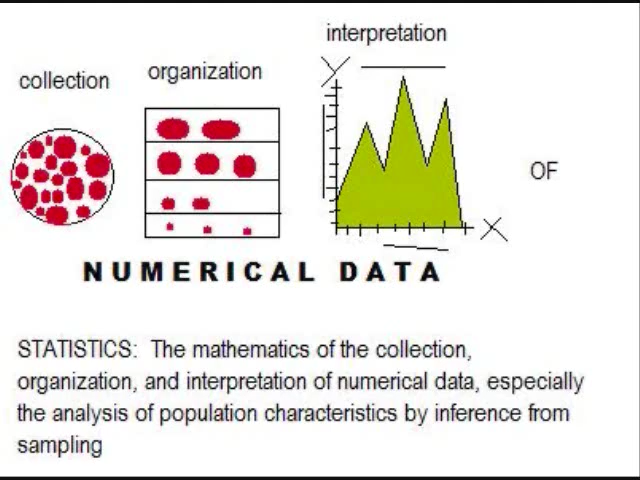 interpretation
collection
organization
Y
OF
X
NUMERICAL DATA
STATISTICS: The mathematics of the collection,
organization, and interpretation of numerical data, especially
the analysis of population characteristics by inference from
sampling